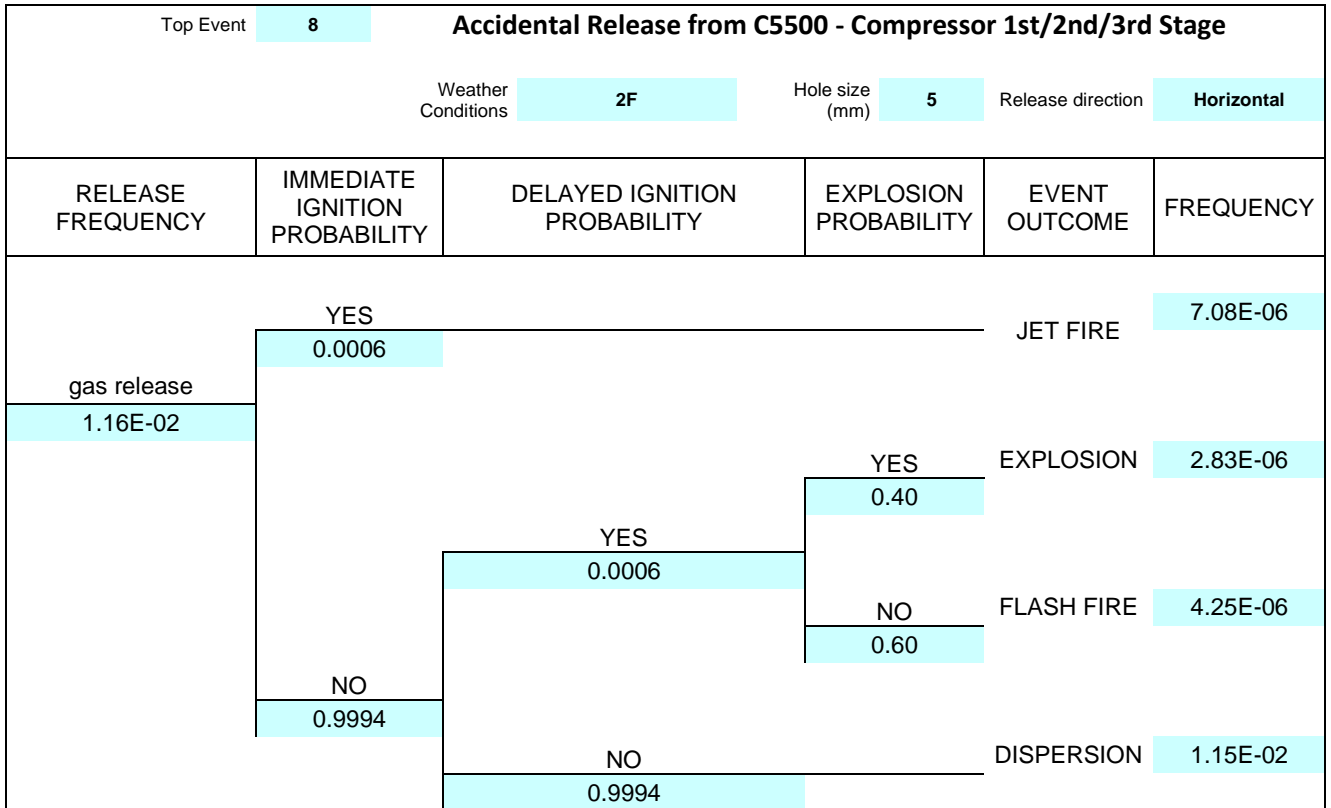 Top Event 8 Accidental Release from C5500 - Compressor 1st/2nd/3rd Stage
Weather Conditions 2F Hole size (mm) 5 Release direction Horizontal
RELEASE FREQUENCY
IMMEDIATE IGNITION PROBABILITY
DELAYED IGNITION PROBABILITY
EXPLOSION PROBABILITY
EVENT OUTCOME
FREQUENCY
YES
0.0006
JET FIRE
7.08E-06
gas release
1.16E-02
YES
0.40
EXPLOSION
2.83E-06
YES
0.0006
NO
0.60
FLASH FIRE
4.25E-06
NO
0.9994
NO
0.9994
DISPERSION
1.15E-02